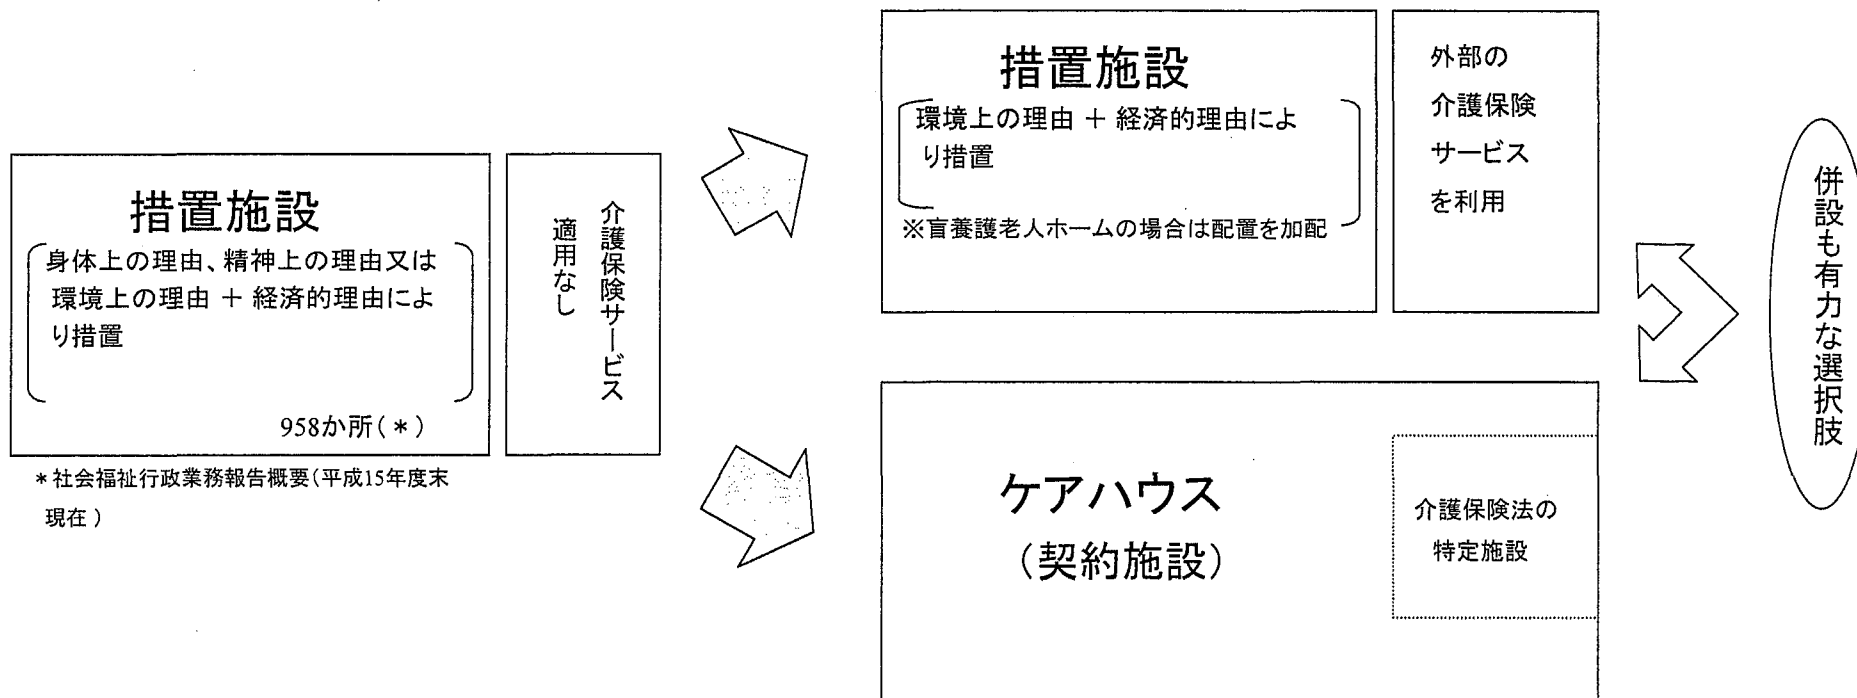 措置施設
身体上の理由、精神上の理由又は
環境上の理由 ＋ 経済的理由によ
り措置
958か所(＊)
＊社会福祉行政業務報告概要(平成15年度末
現在)
介護保険サービス
適用なし
措置施設
環境上の理由 ＋ 経済的理由によ
り措置
※盲養護老人ホームの場合は配置を加配
外部の
介護保険
サービス
を利用
ケアハウス
（契約施設）
介護保険法の
特定施設
併設も有力な選択肢